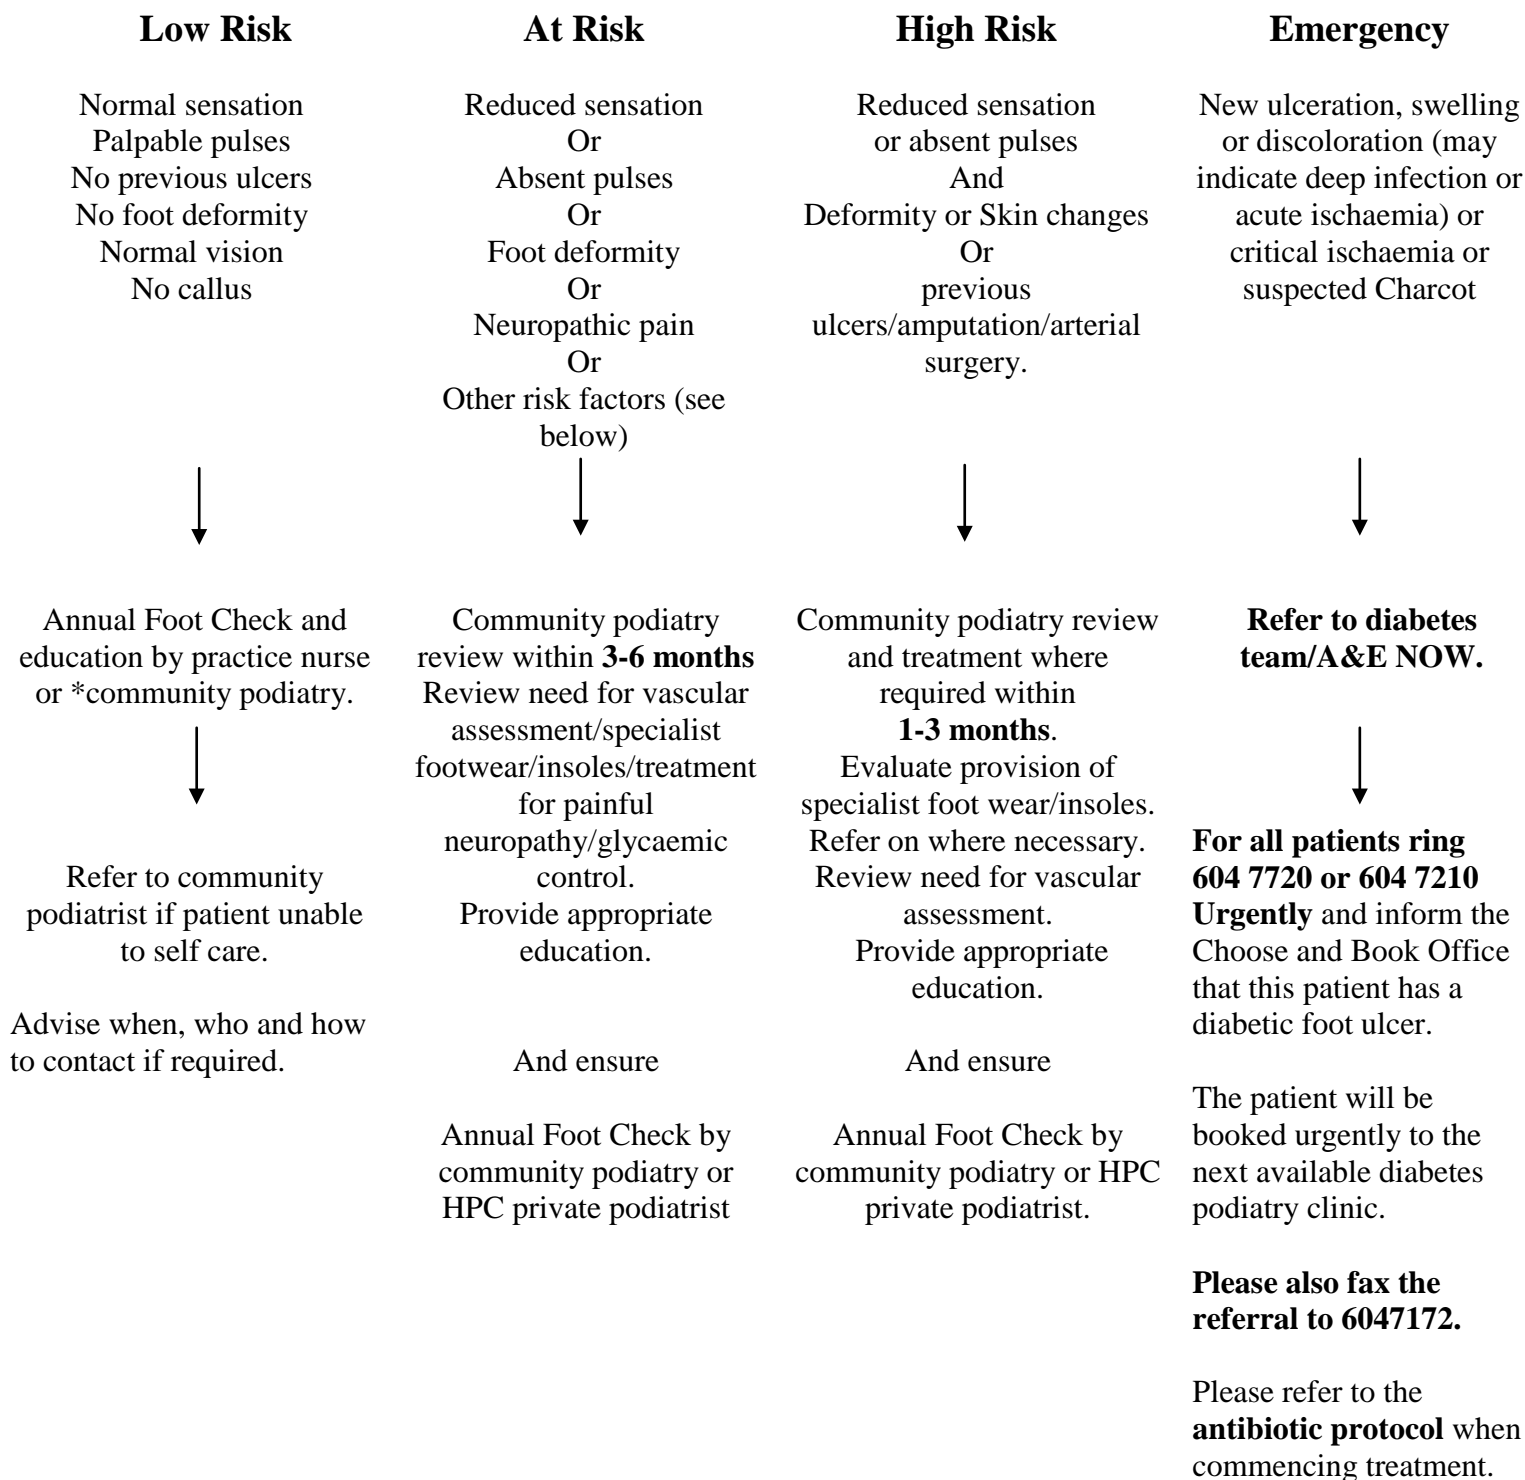 Low Risk
Normal sensation
Palpable pulses
No previous ulcers
No foot deformity
Normal vision
No callus
Annual Foot Check and
education by practice nurse
or *community podiatry.
Refer to community
podiatrist if patient unable
to self care.
Advise when, who and how
to contact if required.
At Risk
Reduced sensation
Or
Absent pulses
Or
Foot deformity
Or
Neuropathic pain
Or
Other risk factors (see
below)
Community podiatry
review within 3-6 months
Review need for vascular
assessment/specialist
footwear/insoles/treatment
for painful
neuropathy/glycaemic
control.
Provide appropriate
education.
And ensure
Annual Foot Check by
community podiatry or
HPC private podiatrist
High Risk
Reduced sensation
or absent pulses
And
Deformity or Skin changes
Or
previous
ulcers/amputation/arterial
surgery.
Community podiatry review
and treatment where
required within
1-3 months.
Evaluate provision of
specialist foot wear/insoles.
Refer on where necessary.
Review need for vascular
assessment.
Provide appropriate
education.
And ensure
Annual Foot Check by
community podiatry or HPC
private podiatrist.
Emergency
New ulceration, swelling
or discoloration (may
indicate deep infection or
acute ischaemia) or
critical ischaemia or
suspected Charcot
Refer to diabetes
team/A&E NOW.
For all patients ring
604 7720 or 604 7210
Urgently and inform the
Choose and Book Office
that this patient has a
diabetic foot ulcer.
The patient will be
booked urgently to the
next available diabetes
podiatry clinic.
Please also fax the
referral to 6047172.
Please refer to the
antibiotic protocol when
commencing treatment.